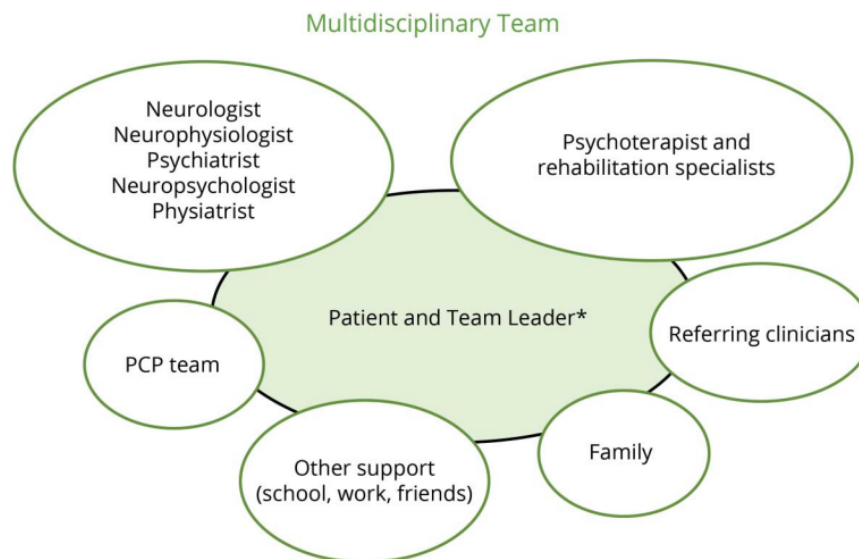 Multidisciplinary Team
Neurologist
Neurophysiologist
Psychiatrist
Neuropsychologist
Physiatrist
Psychoterapist and
rehabilitation specialists
Patient and Team Leader*
Referring clinicians
PCP team
Family
Other support
(school, work, friends)